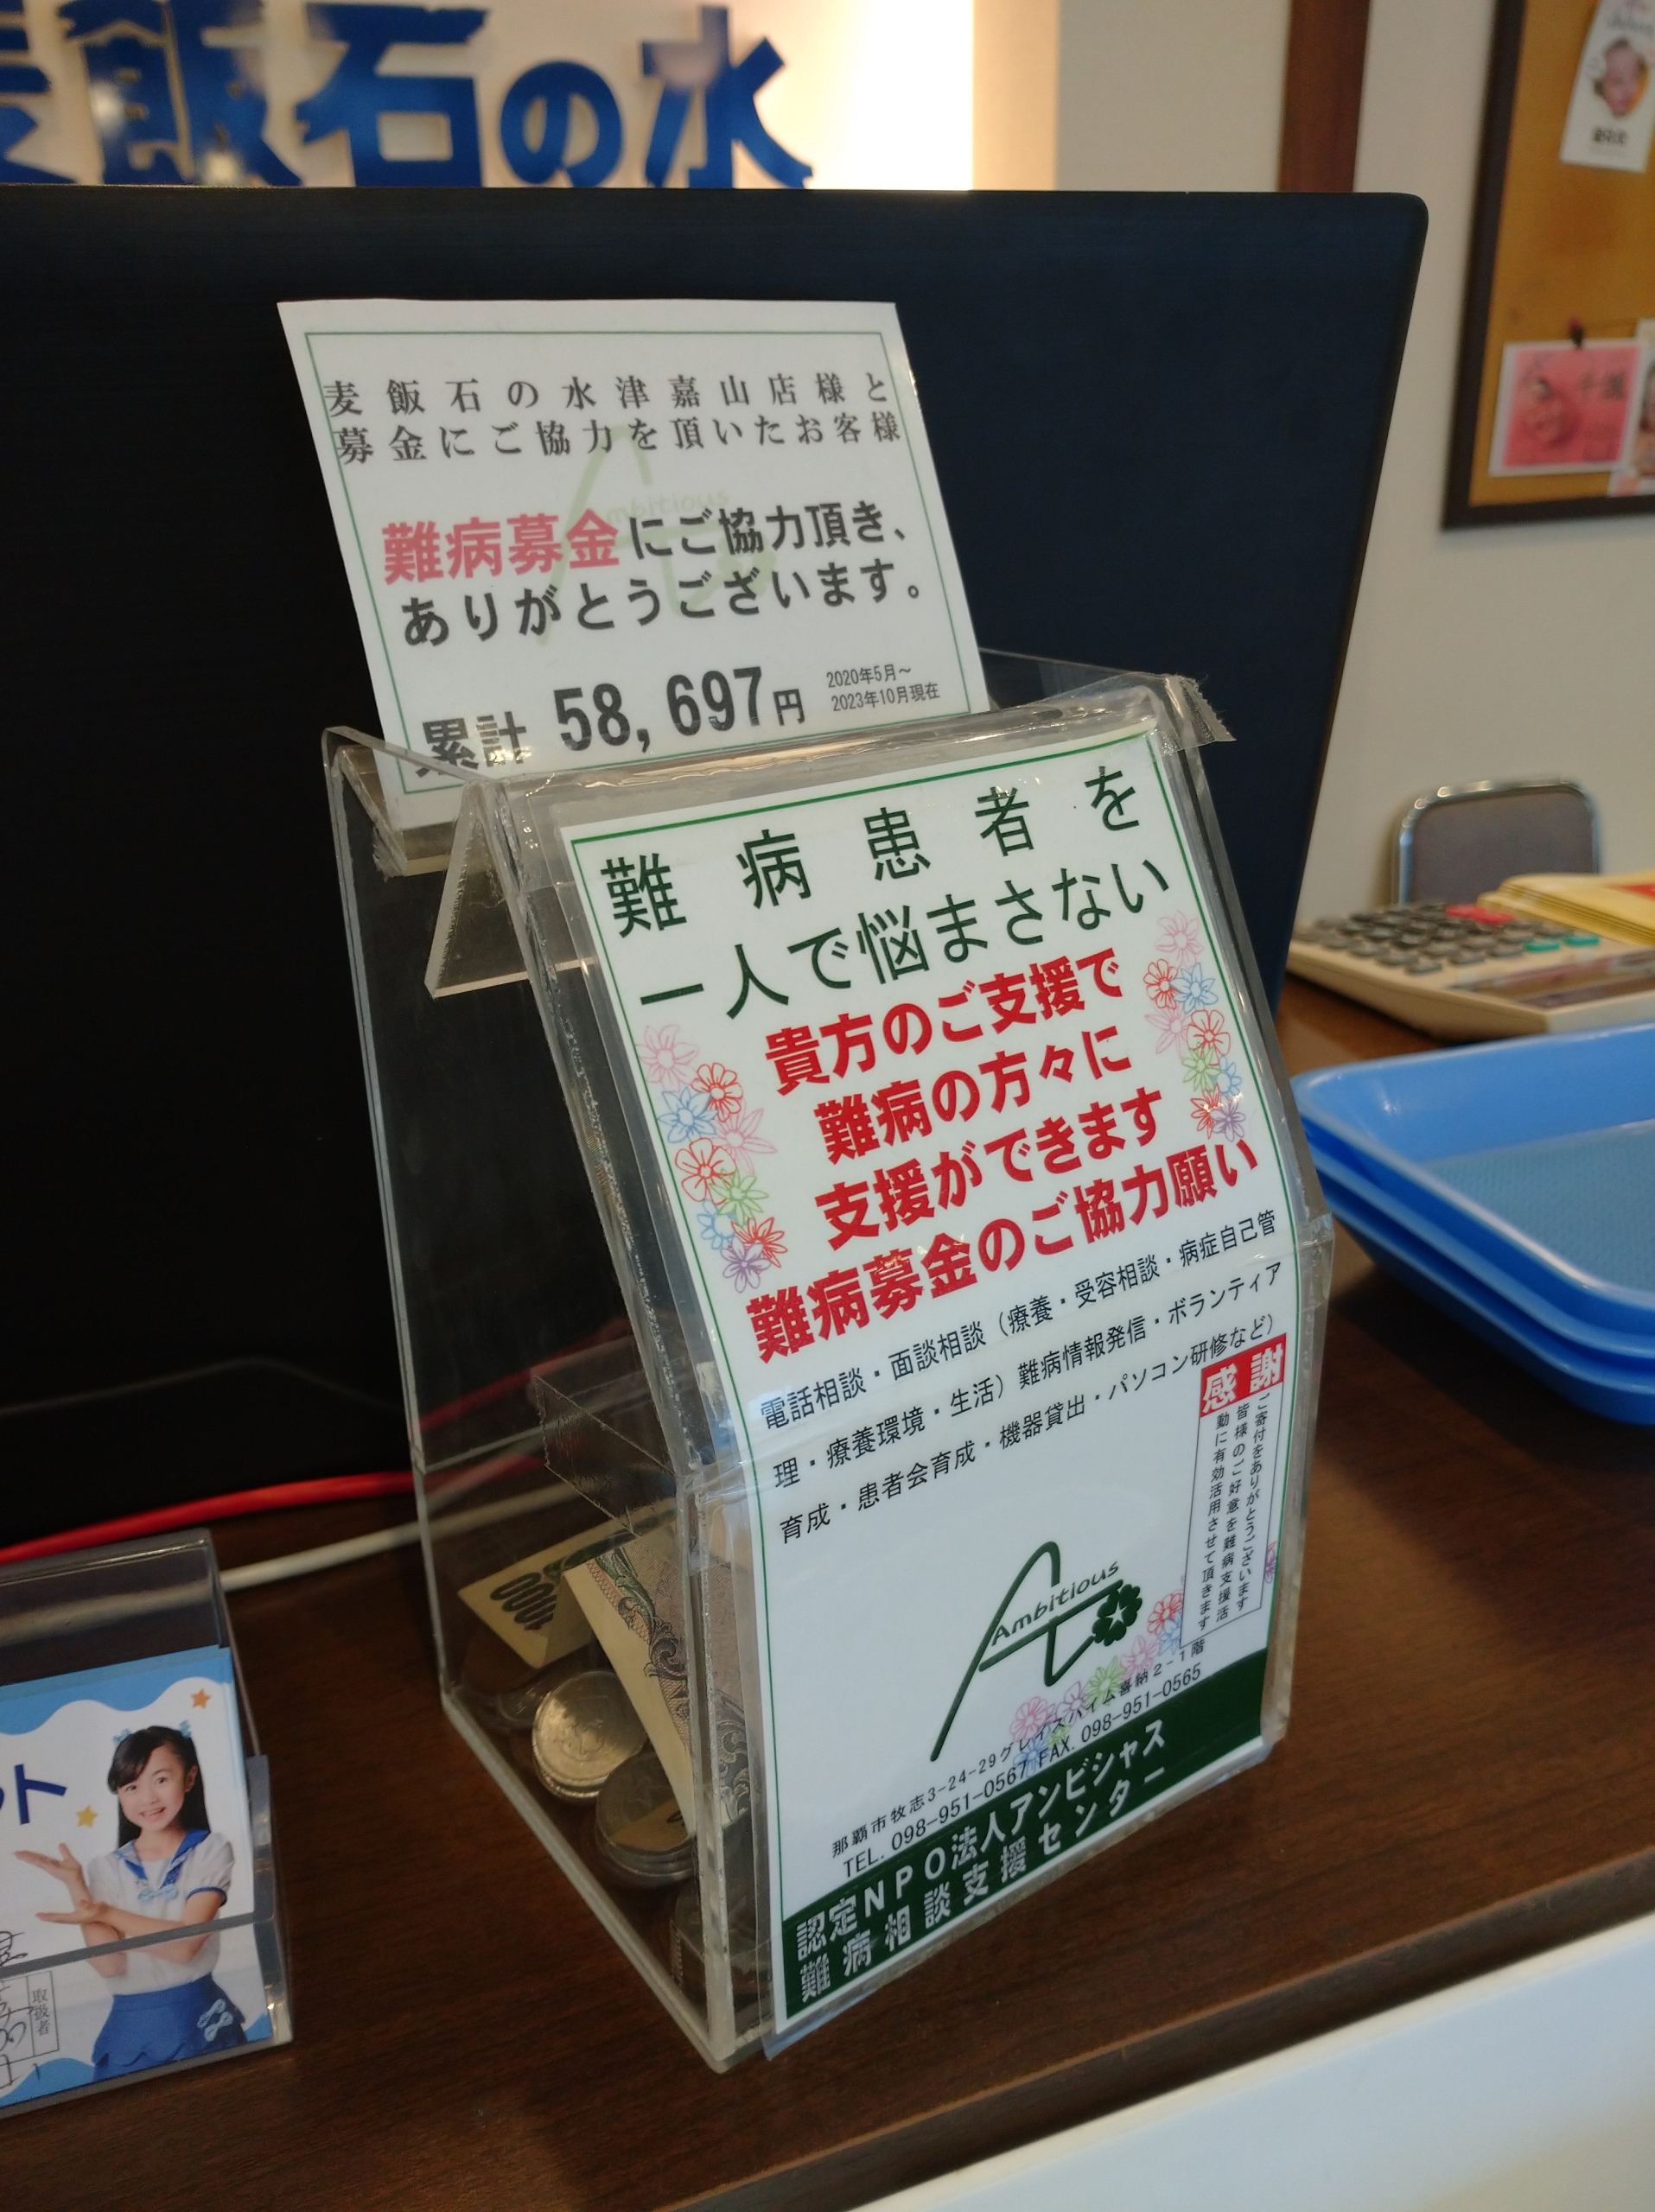 麦飯石の水
麦飯石の水津嘉山店様と
募金にご協力を頂いたお客様
Ambitious
難病募金にご協力頂き、
ありがとうございます。
累計 58,697円
2020年5月～
2023年10月現在
難病患者を
一人で悩まさない
貴方のご支援で
難病の方々に
支援ができます
難病募金のご協力願い
電話相談・面談相談（療養・受容相談・病症自己管
理・療養環境・生活）難病情報発信・ボランティア
育成・患者会育成・機器貸出・パソコン研修など）
感謝
ご寄付をありがとうございます
皆様のご好意を難病支援活
動に有効活用させて頂きます
Ambitious
那覇市牧志3-24-29グレイスハイム喜納2-1階
TEL. 098-951-0567 FAX. 098-951-0565
認定NPO法人アンビシャス
難病相談支援センター
1000
ット
取扱者